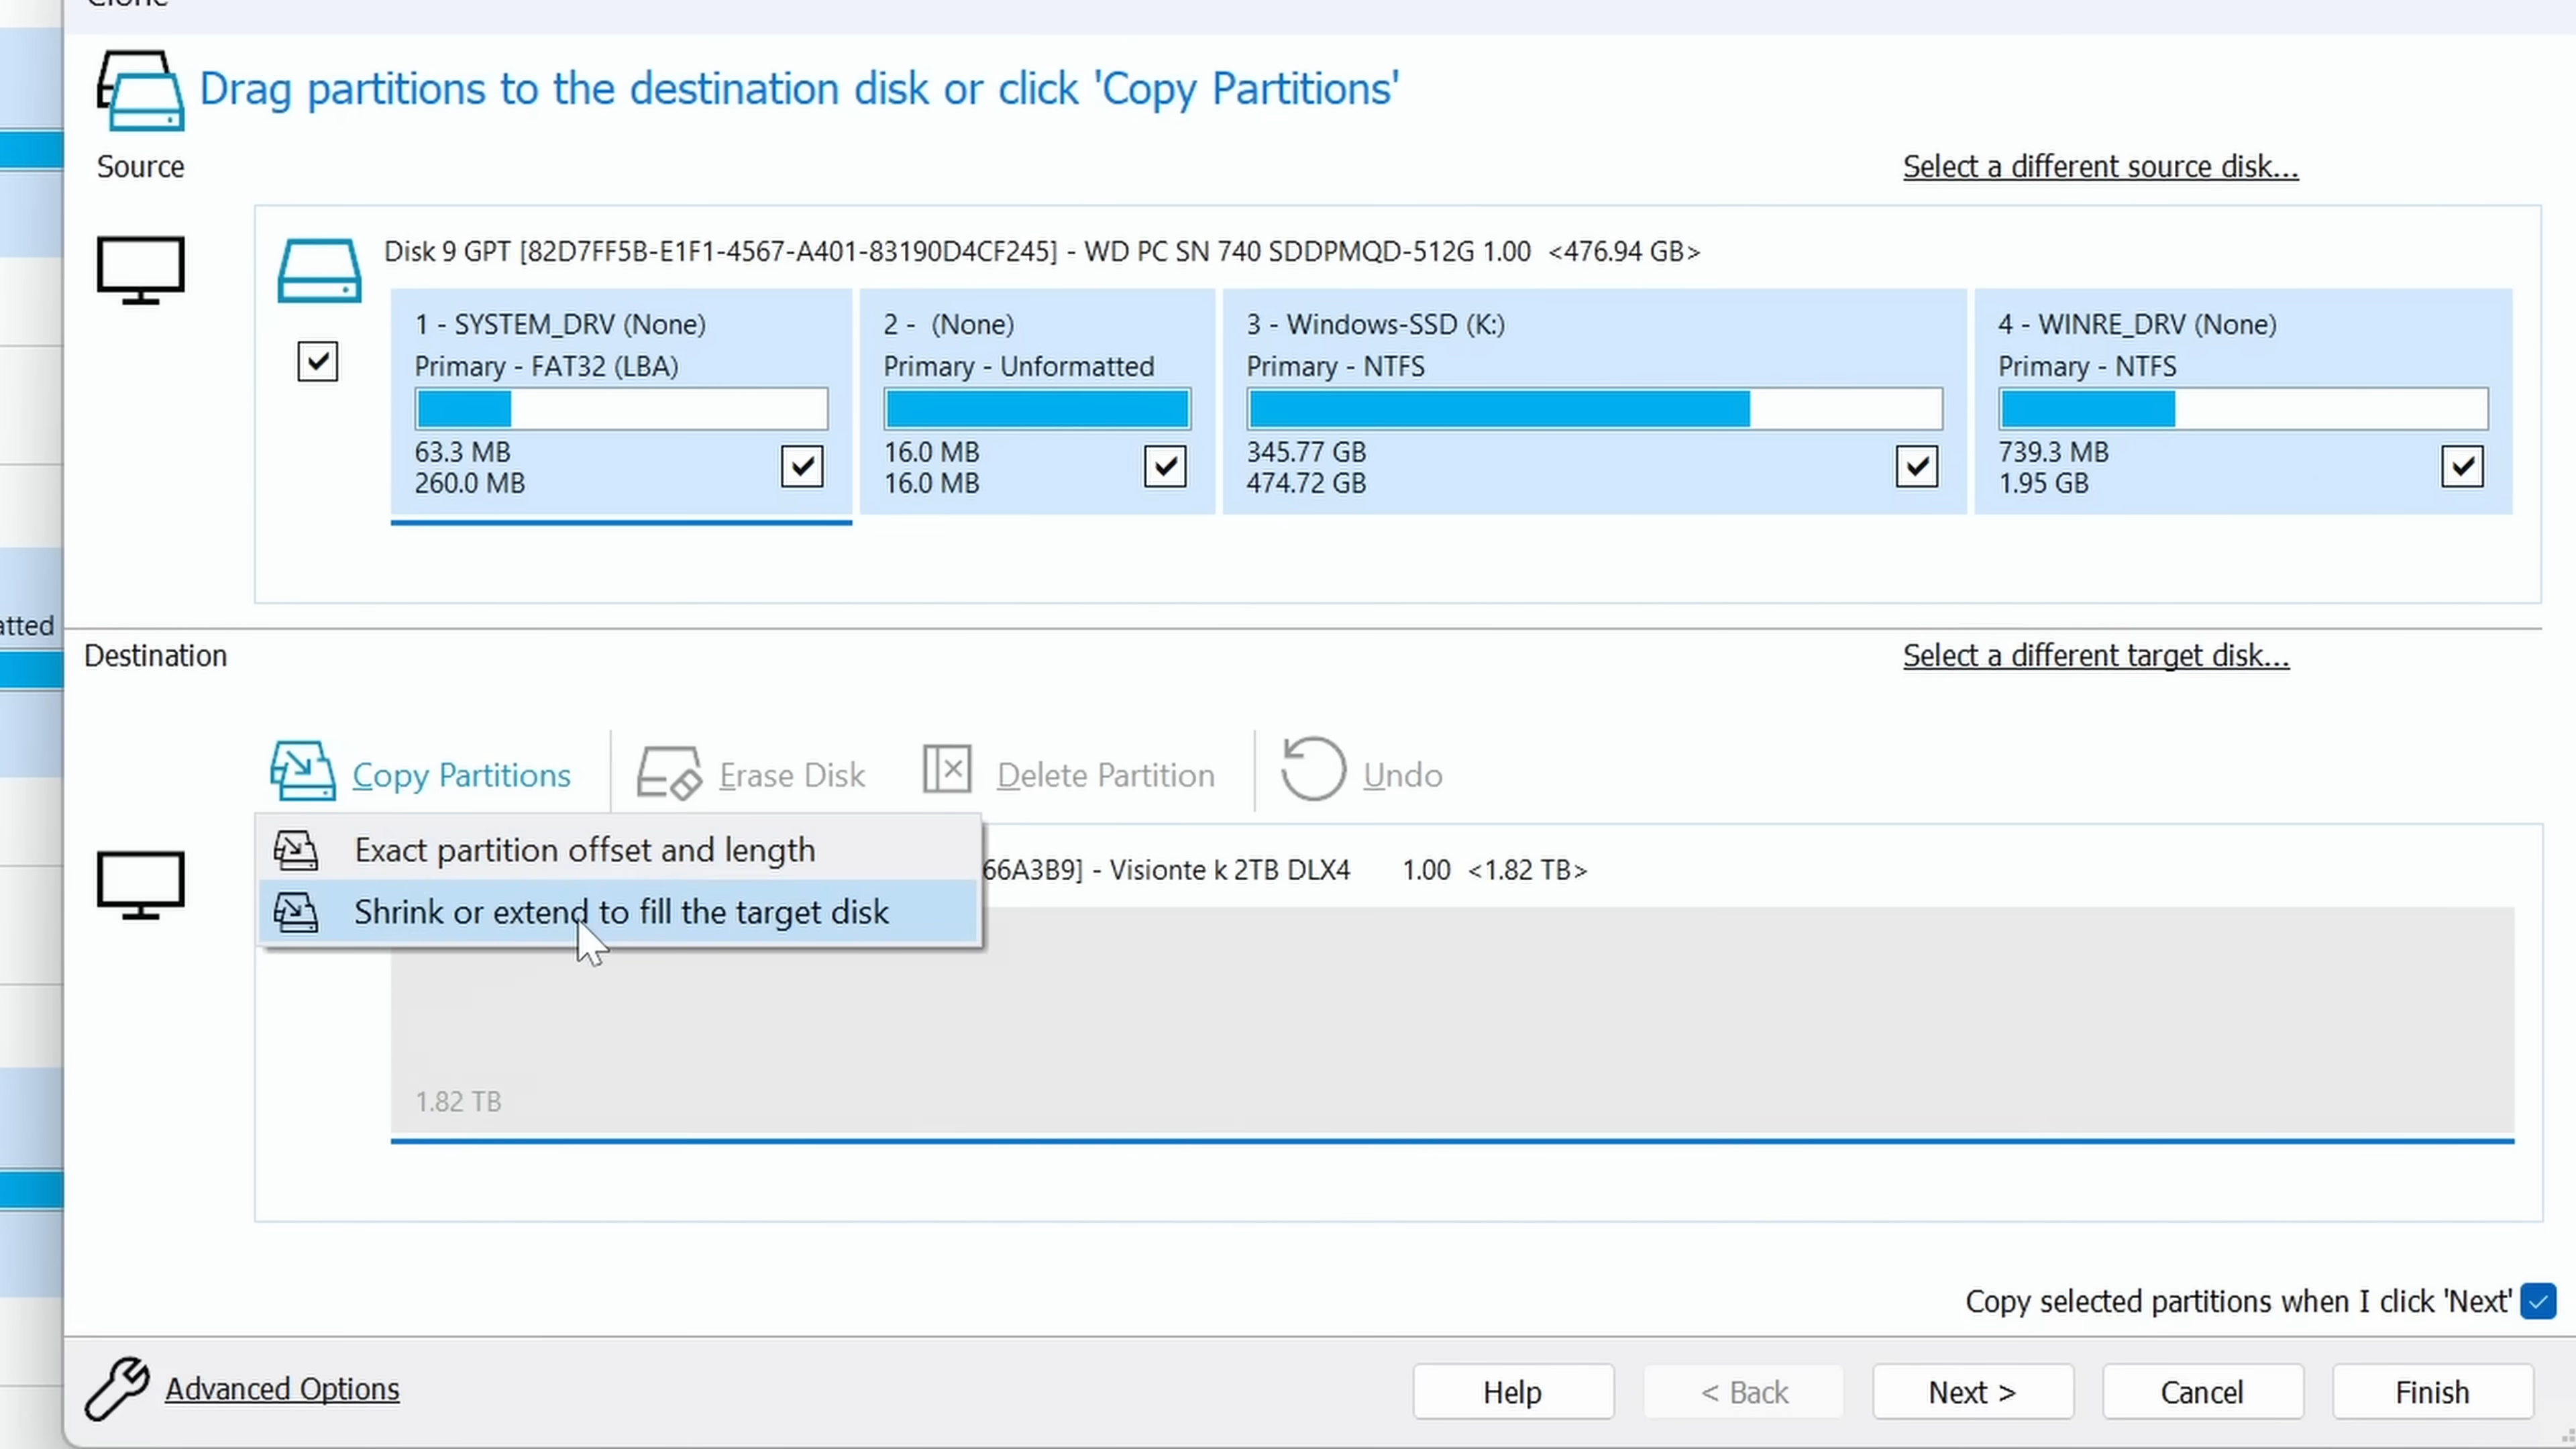 Clone
Drag partitions to the destination disk or click 'Copy Partitions'
Source
Select a different source disk...
Disk 9 GPT [82D7FF5B-E1F1-4567-A401-83190D4CF245] - WD PC SN 740 SDDPMQD-512G 1.00 <476.94 GB>
1 - SYSTEM_DRV (None)
Primary - FAT32 (LBA)
63.3 MB
260.0 MB
2 - (None)
Primary - Unformatted
16.0 MB
16.0 MB
3 - Windows-SSD (K:)
Primary - NTFS
345.77 GB
474.72 GB
4 - WINRE_DRV (None)
Primary - NTFS
739.3 MB
1.95 GB
atted
Destination
Select a different target disk...
Copy Partitions
Erase Disk
Delete Partition
Undo
Exact partition offset and length
Shrink or extend to fill the target disk
66A3B9] - Visionte k 2TB DLX4 1.00 <1.82 TB>
1.82 TB
Copy selected partitions when I click 'Next'
Advanced Options
Help
< Back
Next >
Cancel
Finish